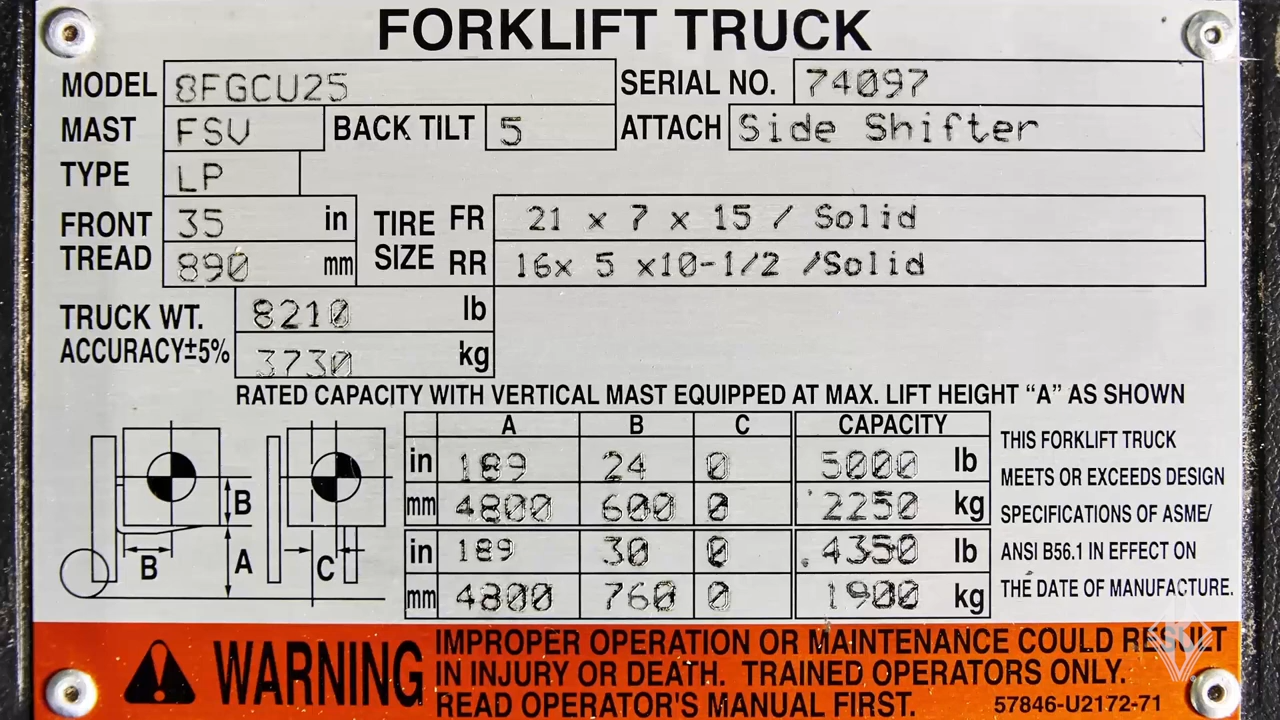 FORKLIFT TRUCK
MODEL 8FGCU25 SERIAL NO. 74097
MAST FSV BACK TILT 5 ATTACH Side Shifter
TYPE LP
FRONT TREAD 35 in TIRE SIZE FR 21 x 7 x 15 / Solid
890 mm RR 16x 5 x10-1/2 /Solid
TRUCK WT. 8210 lb
ACCURACY±5% 3730 kg
RATED CAPACITY WITH VERTICAL MAST EQUIPPED AT MAX. LIFT HEIGHT “A” AS SHOWN
A B C CAPACITY
in 189 24 0 5000 lb
mm 4800 600 0 2250 kg
in 189 30 0 4350 lb
mm 4800 760 0 1900 kg
B
B
A
C
THIS FORKLIFT TRUCK
MEETS OR EXCEEDS DESIGN
SPECIFICATIONS OF ASME/
ANSI B56.1 IN EFFECT ON
THE DATE OF MANUFACTURE.
WARNING
IMPROPER OPERATION OR MAINTENANCE COULD RESULT
IN INJURY OR DEATH. TRAINED OPERATORS ONLY.
READ OPERATOR'S MANUAL FIRST.
57846-U2172-71